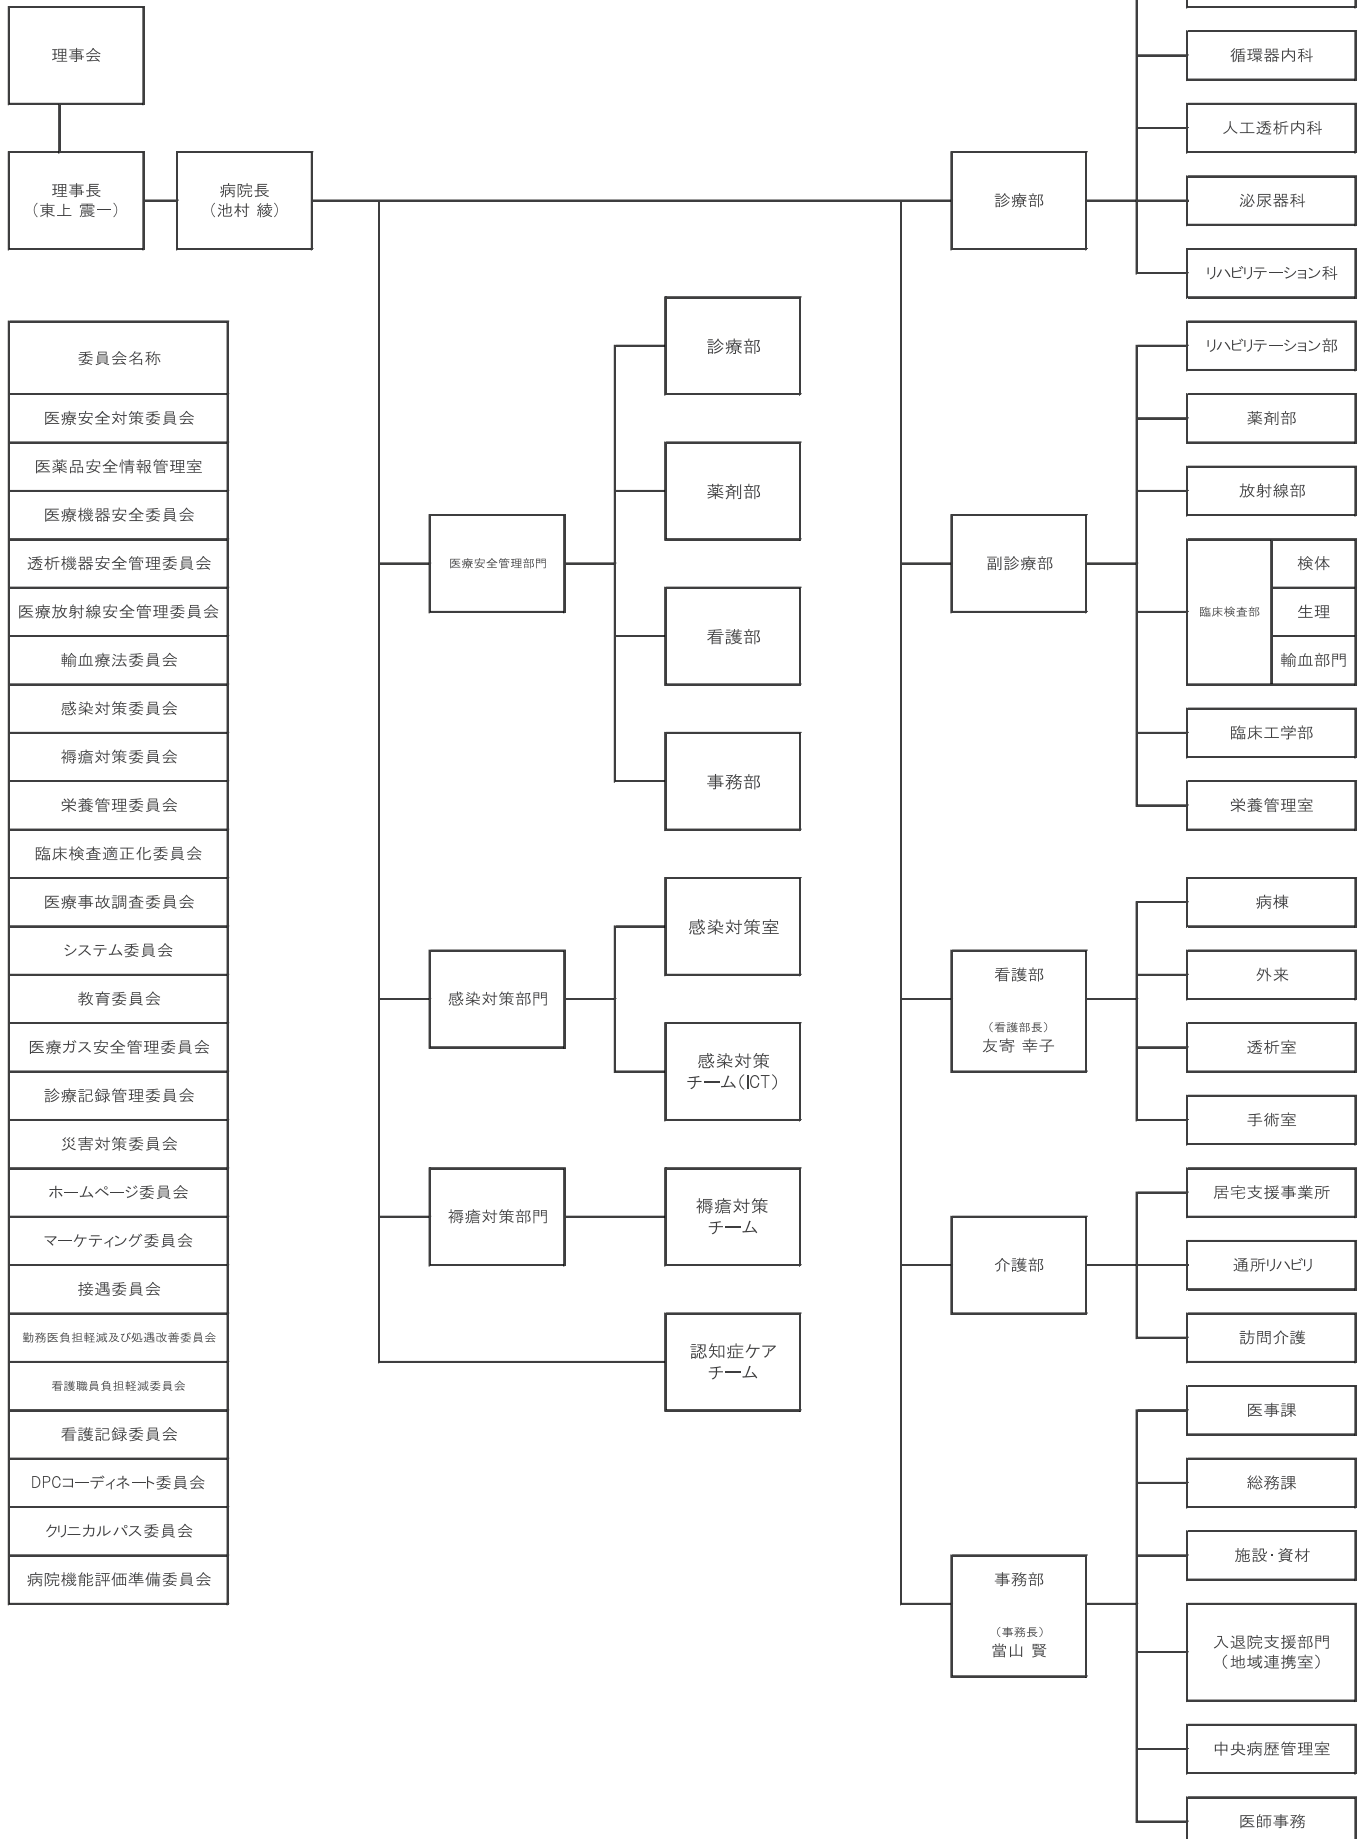 理事会
理事長
（東上 震一）
病院長
（池村 綾）
委員会名称
医療安全対策委員会
医薬品安全情報管理室
医療機器安全委員会
透析機器安全管理委員会
医療放射線安全管理委員会
輸血療法委員会
感染対策委員会
褥瘡対策委員会
栄養管理委員会
臨床検査適正化委員会
医療事故調査委員会
システム委員会
教育委員会
医療ガス安全管理委員会
診療記録管理委員会
災害対策委員会
ホームページ委員会
マーケティング委員会
接遇委員会
勤務医負担軽減及び処遇改善委員会
看護職員負担軽減委員会
看護記録委員会
DPCコーディネート委員会
クリニカルパス委員会
病院機能評価準備委員会
医療安全管理部門
診療部
薬剤部
看護部
事務部
感染対策部門
感染対策室
感染対策
チーム（ICT）
褥瘡対策部門
褥瘡対策
チーム
認知症ケア
チーム
診療部
循環器内科
人工透析内科
泌尿器科
リハビリテーション科
副診療部
リハビリテーション部
薬剤部
放射線部
臨床検査部
検体
生理
輸血部門
臨床工学部
栄養管理室
看護部
（看護部長）
友寄 幸子
病棟
外来
透析室
手術室
介護部
居宅支援事業所
通所リハビリ
訪問介護
事務部
（事務長）
當山 賢
医事課
総務課
施設・資材
入退院支援部門
（地域連携室）
中央病歴管理室
医師事務